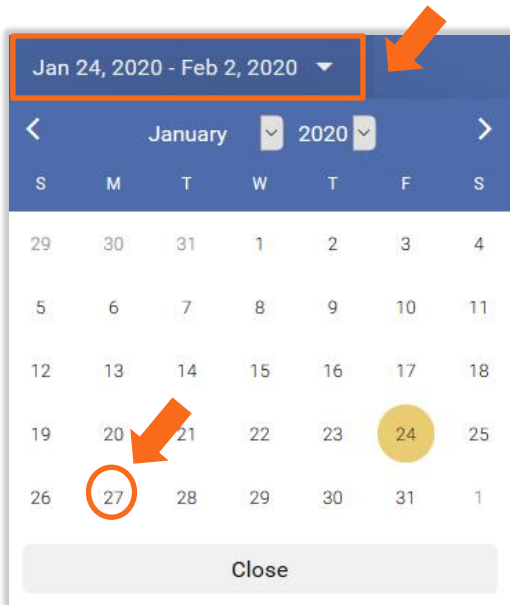 Jan 24, 2020 - Feb 2, 2020
January 2020
S M T W T F S
29 30 31 1 2 3 4
5 6 7 8 9 10 11
12 13 14 15 16 17 18
19 20 21 22 23 24 25
26 27 28 29 30 31 1
Close